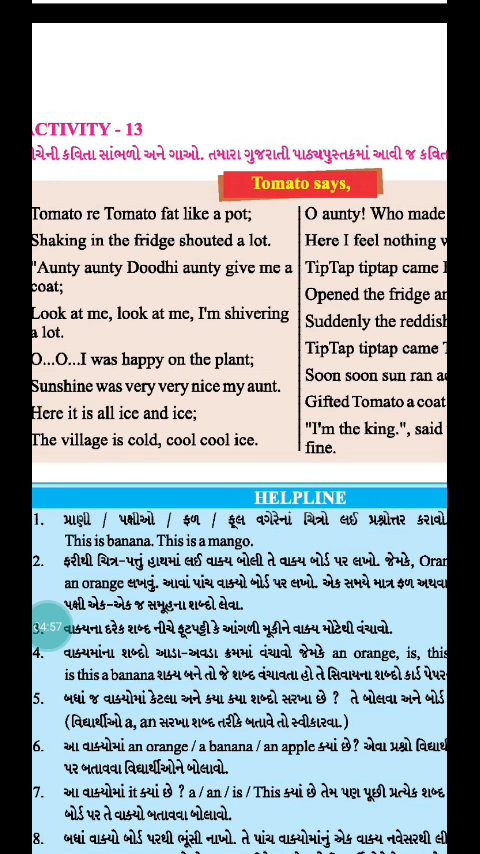 ACTIVITY - 13
નીચેની કવિતા સાંભળો અને ગાઓ. તમારા ગુજરાતી પાઠ્યપુસ્તકમાં આવી જ
Tomato says,
Tomato re Tomato fat like a pot;
Shaking in the fridge shouted a lot.
"Aunty aunty Doodhi aunty give me a
coat;
Look at me, look at me, I'm shivering
a lot.
O...O...I was happy on the plant;
Sunshine was very very nice my aunt.
Here it is all ice and ice;
The village is cold, cool cool ice.
O aunty! Who made
Here I feel nothing
TipTap tiptap came
Opened the fridge
Suddenly the
TipTap tiptap came
Soon soon sun ran
Gifted Tomato a coat
"I'm the king.", said
fine.
HELPLINE
1. પ્રાણી / પક્ષીઓ / ફળ / ફૂલ વગેરેનાં ચિત્રો લઈ પ્રશ્નોત્તર કરાવો.
This is banana. This is a mango.
2. ફરીથી ચિત્ર-પત્તું હાથમાં લઈ વાક્ય બોલી તે વાક્ય બોર્ડ પર લખો. જેમકે,
an orange લખવું. આવાં પાંચ વાક્યો બોર્ડ પર લખો. એક સમયે માત્ર ફળ અથવા
પક્ષી એક-એક જ સમૂહના શબ્દો લેવા.
04:57
3. વાક્યના દરેક શબ્દ નીચે ફૂટપટ્ટી કે આંગળી મૂકીને વાક્ય મોટેથી વંચાવો.
4. વાક્યમાંના શબ્દો આડા-અવડા ક્રમમાં વંચાવો જેમકે an orange, is, this
is this a banana શક્ય બને તો જે શબ્દ વંચાવતા હો તે સિવાયના શબ્દો કાર્ડ પેપર
5. બધાં જ વાક્યોમાં કેટલા અને ક્યા ક્યા શબ્દો સરખા છે ? તે બોલવા અને બોર્ડ
(વિદ્યાર્થીઓ a, an સરખા શબ્દ તરીકે બતાવે તો સ્વીકારવા.)
6. આ વાક્યોમાં an orange / a banana / an apple ક્યાં છે? એવા પ્રશ્નો
પર બતાવવા વિદ્યાર્થીઓને બોલાવો.
7. આ વાક્યોમાં it ક્યાં છે ? a / an / is / This ક્યાં છે તેમ પણ પૂછી પ્રત્યેક શબ્દ
બોર્ડ પર તે વાક્યો બતાવવા બોલાવો.
8. બધાં વાક્યો બોર્ડ પરથી ભૂંસી નાખો. તે પાંચ વાક્યોમાંનું એક વાક્ય નવેસરથી